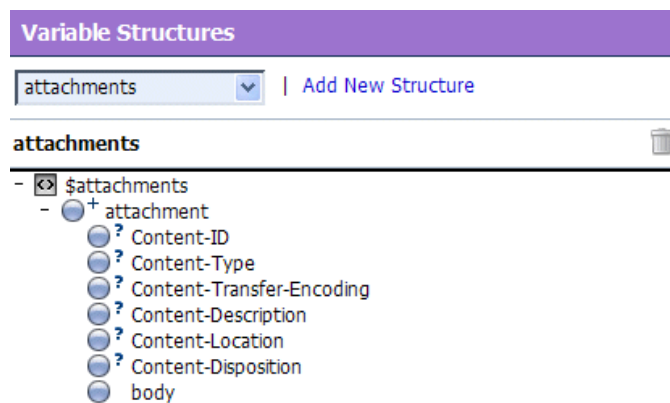 Variable Structures
attachments | Add New Structure
attachments
- $attachments
- + attachment
? Content-ID
? Content-Type
? Content-Transfer-Encoding
? Content-Description
? Content-Location
? Content-Disposition
body